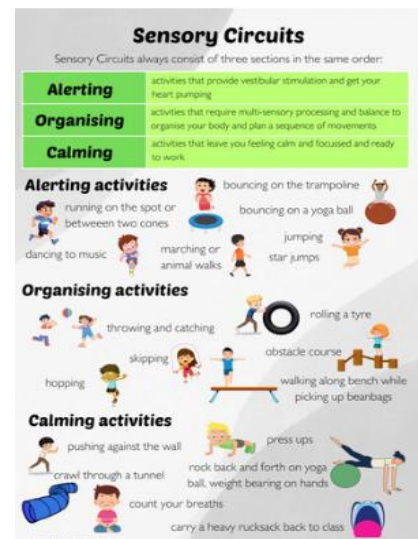 Sensory Circuits
Sensory Circuits always consist of three sections in the same order:
Alerting
activities that provide vestibular stimulation and get your
heart pumping
Organising
activities that require multi-sensory processing and balance to
organise your body and plan a sequence of movements
Calming
activities that leave you feeling calm and focussed and ready
to work
Alerting activities
bouncing on the trampoline
running on the spot or
betweeen two cones
bouncing on a yoga ball
dancing to music
marching or
animal walks
jumping
star jumps
Organising activities
throwing and catching
rolling a tyre
skipping
obstacle course
hopping
walking along bench while
picking up beanbags
Calming activities
pushing against the wall
press ups
crawl through a tunnel
rock back and forth on yoga
ball, weight bearing on hands
count your breaths
carry a heavy rucksack back to class